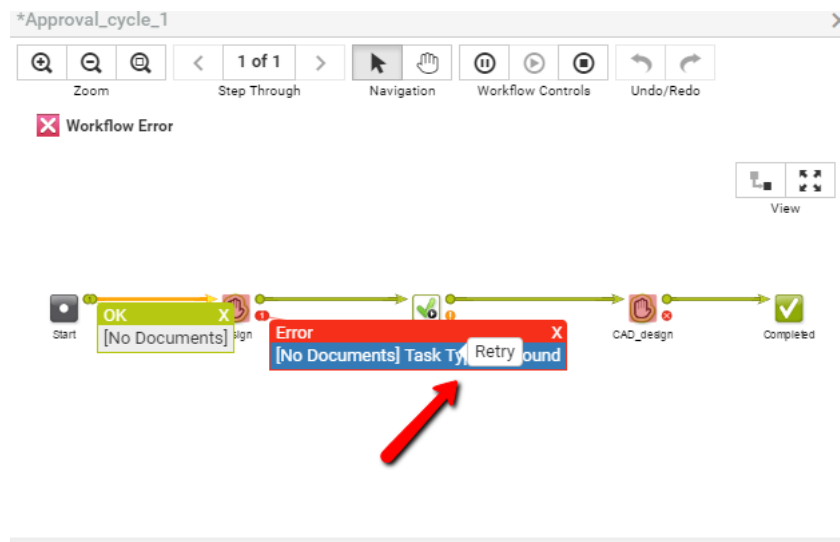 *Approval_cycle_1
1 of 1
Zoom Step Through Navigation Workflow Controls Undo/Redo
Workflow Error
View
OK X
[No Documents]
Error X
[No Documents] Task Ty Retry ound
Start sign CAD_design Completed